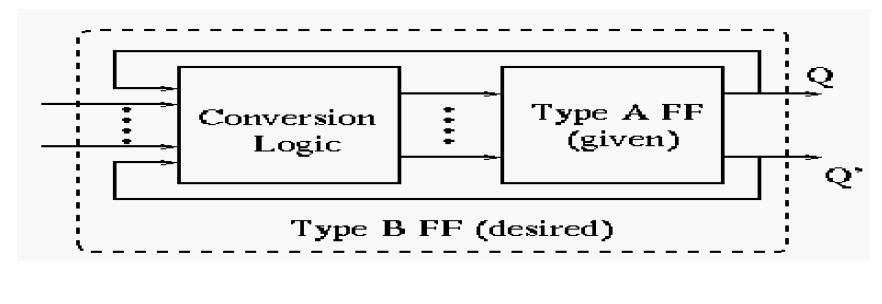 Q
Conversion
Logic
Type A FF
(given)
Q'
Type B FF (desired)